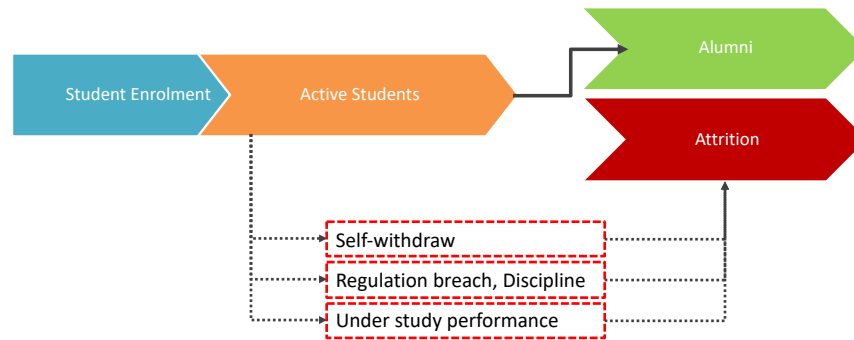 Alumni
Student Enrolment
Active Students
Attrition
Self-withdraw
Regulation breach, Discipline
Under study performance